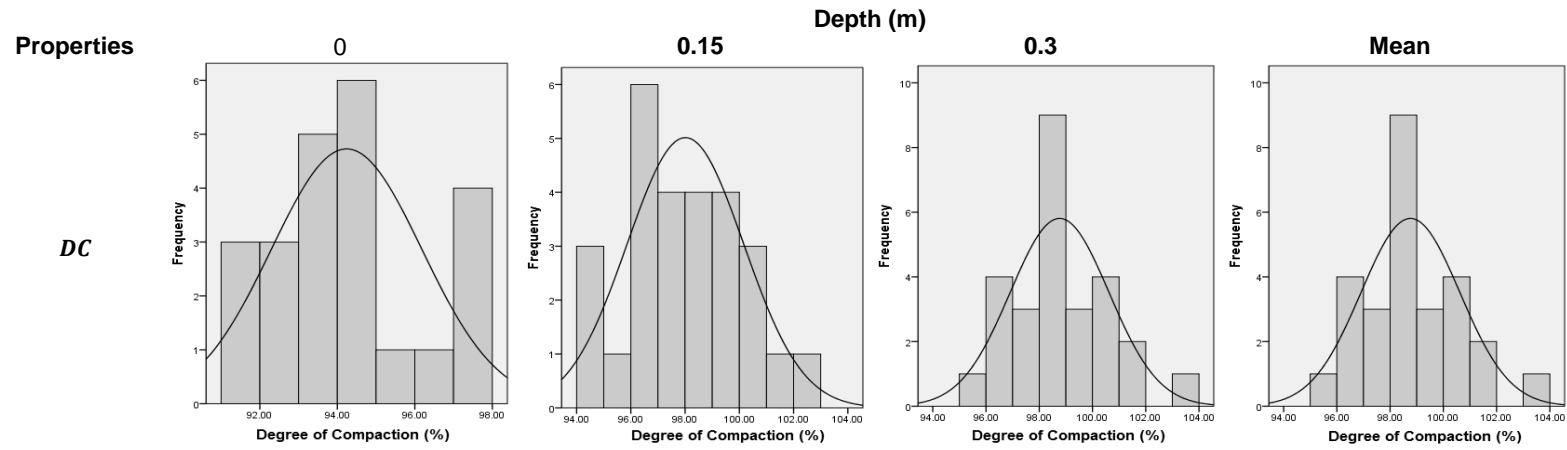 Depth (m)
Properties 0 0.15 0.3 Mean
DC
Frequency
6
5
4
3
2
1
0
92.00 94.00 96.00 98.00
Degree of Compaction (%)
Frequency
6
5
4
3
2
1
0
94.00 96.00 98.00 100.00 102.00 104.00
Degree of Compaction (%)
Frequency
10
8
6
4
2
0
94.00 96.00 98.00 100.00 102.00 104.00
Degree of Compaction (%)
Frequency
10
8
6
4
2
0
94.00 96.00 98.00 100.00 102.00 104.00
Degree of Compaction (%)